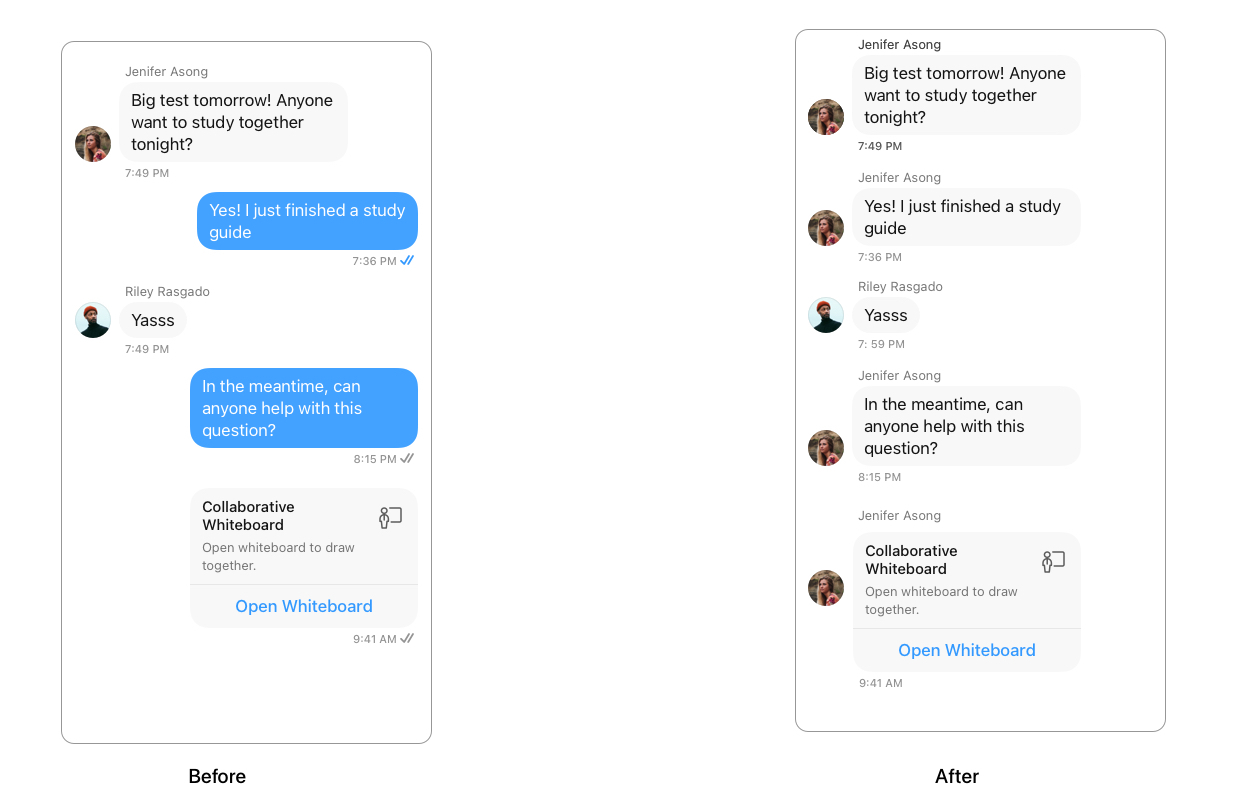 Jenifer Asong
Big test tomorrow! Anyone
want to study together
tonight?
7:49 PM
Yes! I just finished a study
guide
7:36 PM
Riley Rasgado
Yasss
7:49 PM
In the meantime, can
anyone help with this
question?
8:15 PM
Collaborative
Whiteboard
Open whiteboard to draw
together.
Open Whiteboard
9:41 AM
Before
Jenifer Asong
Big test tomorrow! Anyone
want to study together
tonight?
7:49 PM
Jenifer Asong
Yes! I just finished a study
guide
7:36 PM
Riley Rasgado
Yasss
7: 59 PM
Jenifer Asong
In the meantime, can
anyone help with this
question?
8:15 PM
Jenifer Asong
Collaborative
Whiteboard
Open whiteboard to draw
together.
Open Whiteboard
9:41 AM
After